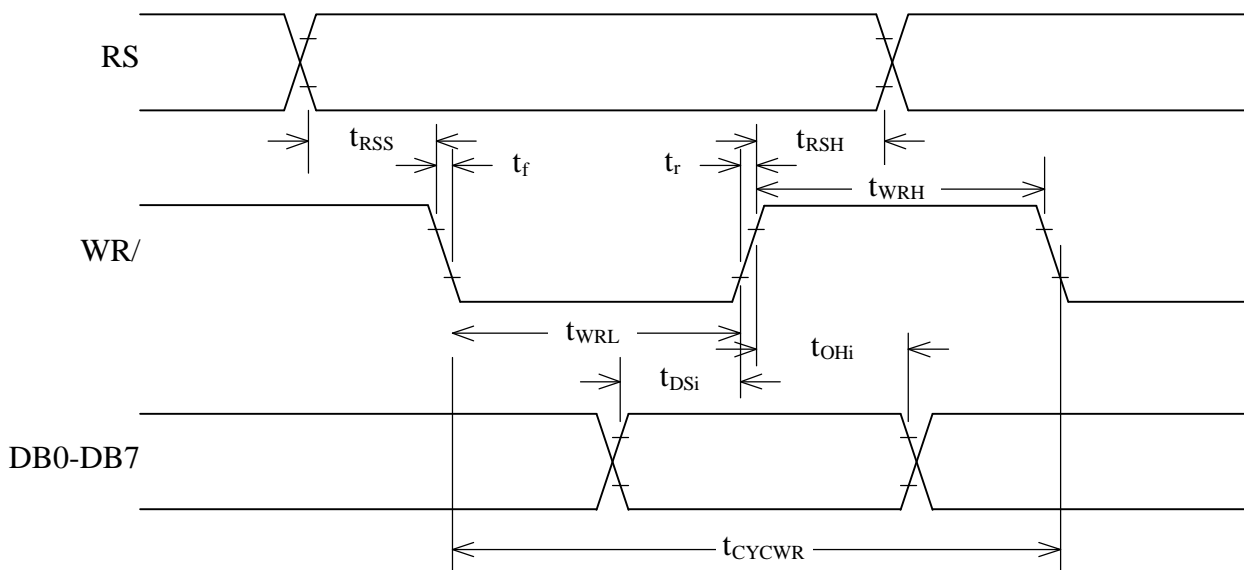 RS
tRSS
tRSH
tf
tr
tWRH
WR/
tWRL
tOHi
tDSi
DB0-DB7
tCYCWR